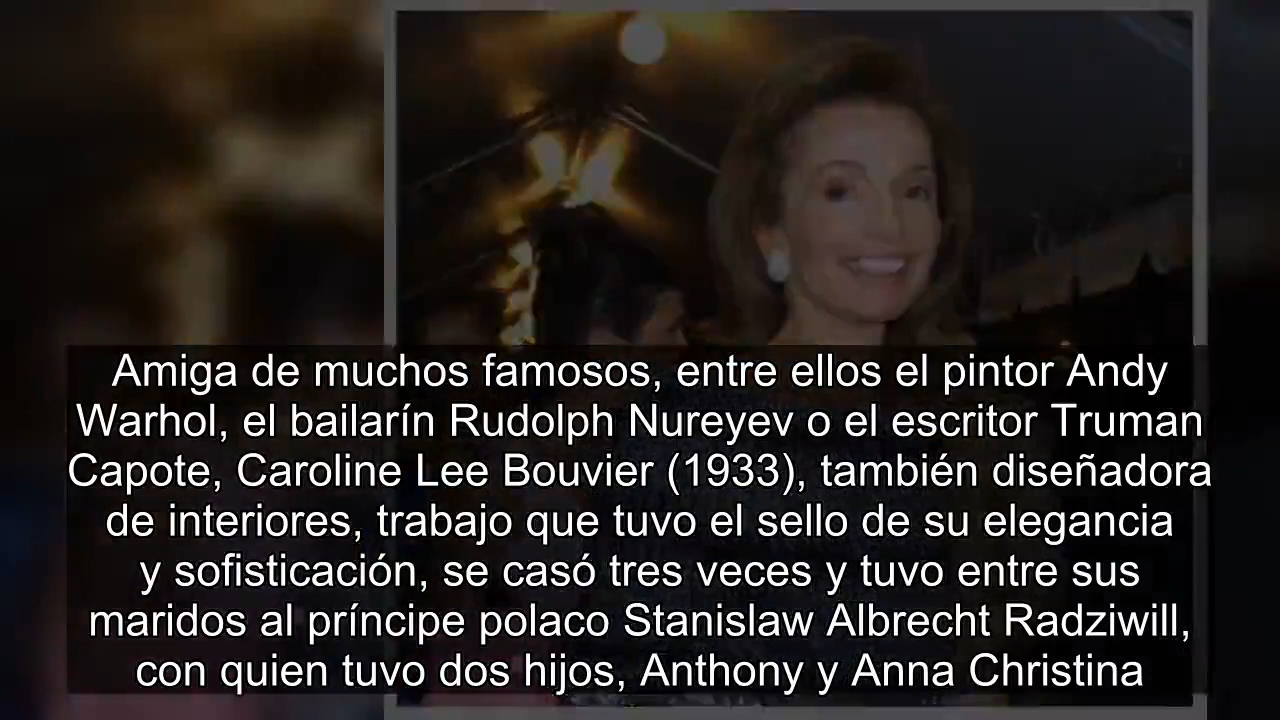 Amiga de muchos famosos, entre ellos el pintor Andy
Warhol, el bailarín Rudolph Nureyev o el escritor Truman
Capote, Caroline Lee Bouvier (1933), también diseñadora
de interiores, trabajo que tuvo el sello de su elegancia
y sofisticación, se casó tres veces y tuvo entre sus
maridos al príncipe polaco Stanislaw Albrecht Radziwill,
con quien tuvo dos hijos, Anthony y Anna Christina